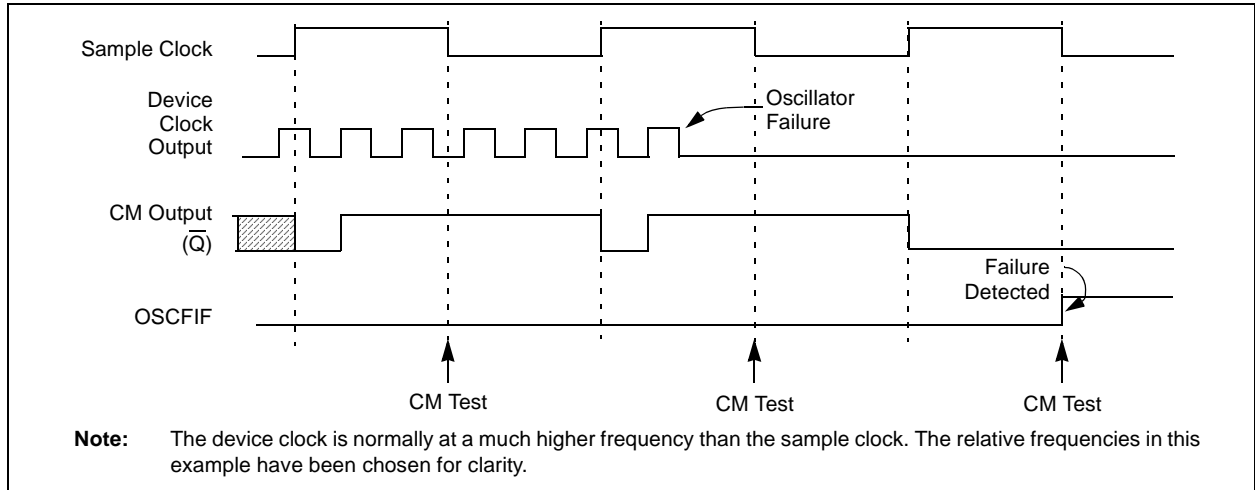 Sample Clock
Device
Clock
Output
Oscillator
Failure
CM Output
(Q̅)
Failure
Detected
OSCFIF
CM Test
CM Test
CM Test
Note: The device clock is normally at a much higher frequency than the sample clock. The relative frequencies in this
example have been chosen for clarity.